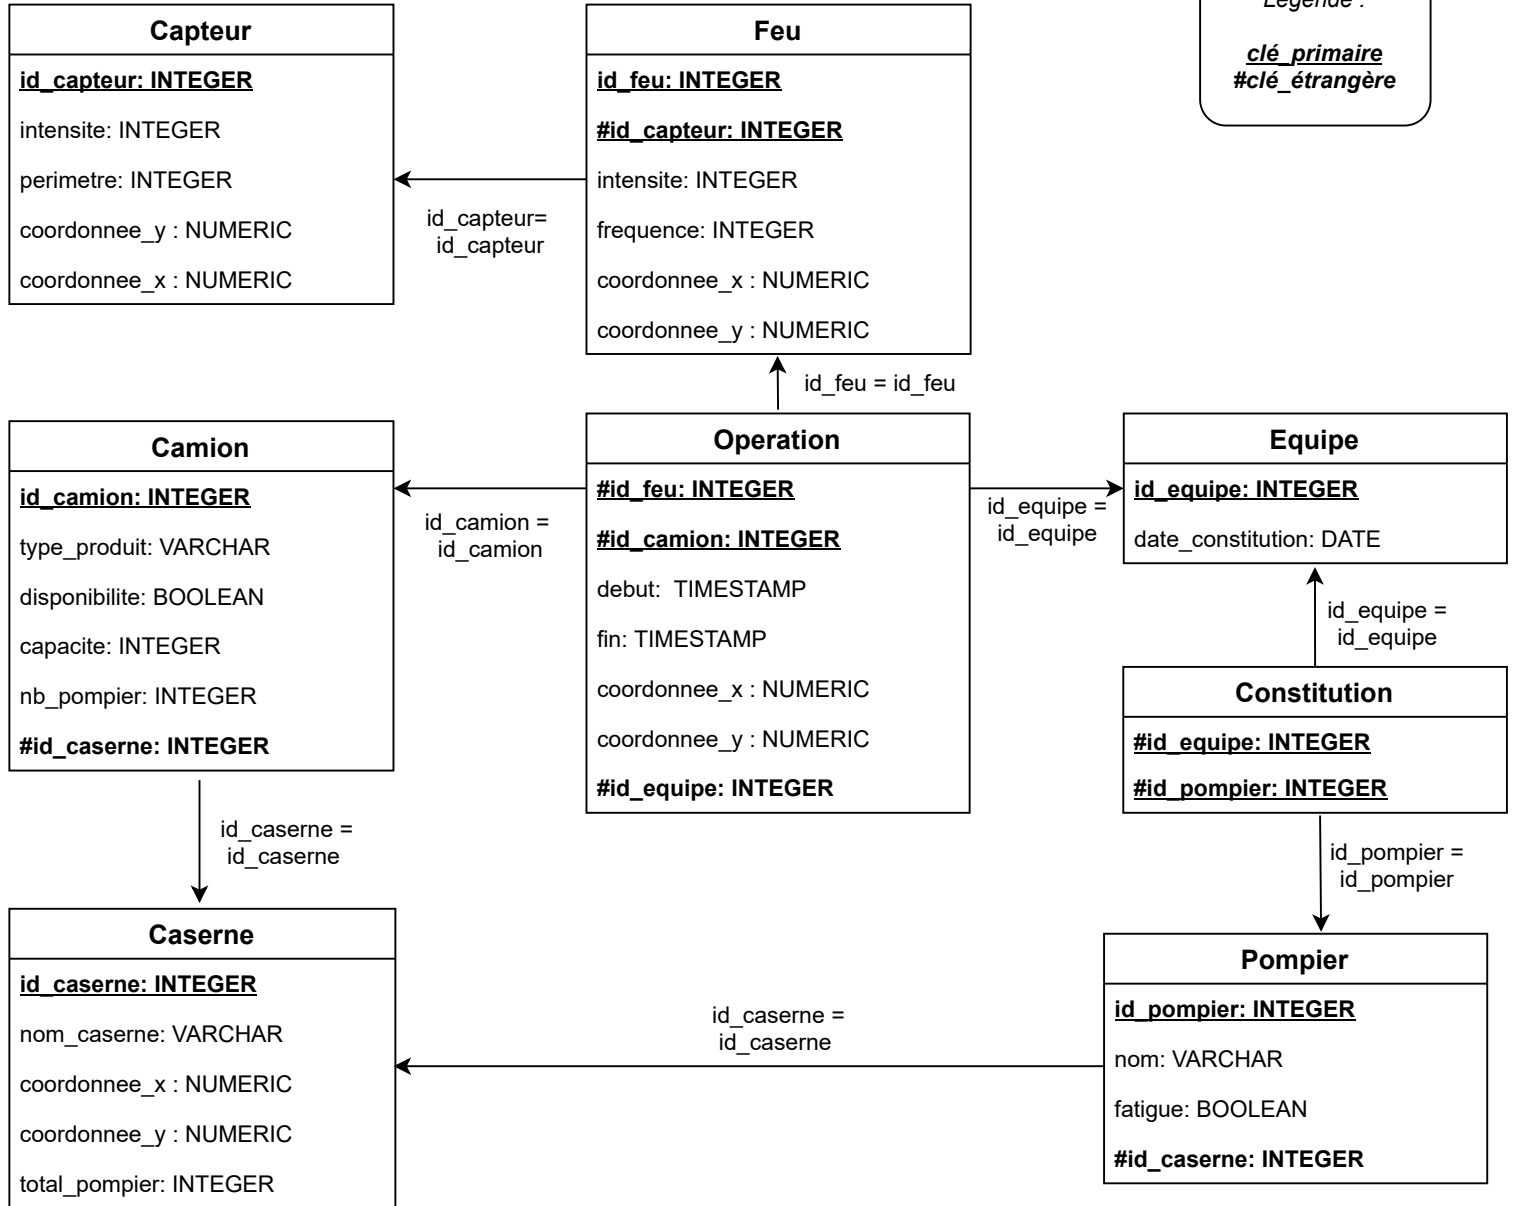 Légende :
clé_primaire
#clé_étrangère
Capteur
id_capteur: INTEGER
intensite: INTEGER
perimetre: INTEGER
coordonnee_y : NUMERIC
coordonnee_x : NUMERIC
id_capteur=
id_capteur
Feu
id_feu: INTEGER
#id_capteur: INTEGER
intensite: INTEGER
frequence: INTEGER
coordonnee_x : NUMERIC
coordonnee_y : NUMERIC
id_feu = id_feu
Camion
id_camion: INTEGER
type_produit: VARCHAR
disponibilite: BOOLEAN
capacite: INTEGER
nb_pompier: INTEGER
#id_caserne: INTEGER
id_camion =
id_camion
Operation
#id_feu: INTEGER
#id_camion: INTEGER
debut:  TIMESTAMP
fin: TIMESTAMP
coordonnee_x : NUMERIC
coordonnee_y : NUMERIC
#id_equipe: INTEGER
id_equipe =
id_equipe
Equipe
id_equipe: INTEGER
date_constitution: DATE
id_equipe =
id_equipe
Constitution
#id_equipe: INTEGER
#id_pompier: INTEGER
id_caserne =
id_caserne
id_pompier =
id_pompier
Caserne
id_caserne: INTEGER
nom_caserne: VARCHAR
coordonnee_x : NUMERIC
coordonnee_y : NUMERIC
total_pompier: INTEGER
id_caserne =
id_caserne
Pompier
id_pompier: INTEGER
nom: VARCHAR
fatigue: BOOLEAN
#id_caserne: INTEGER